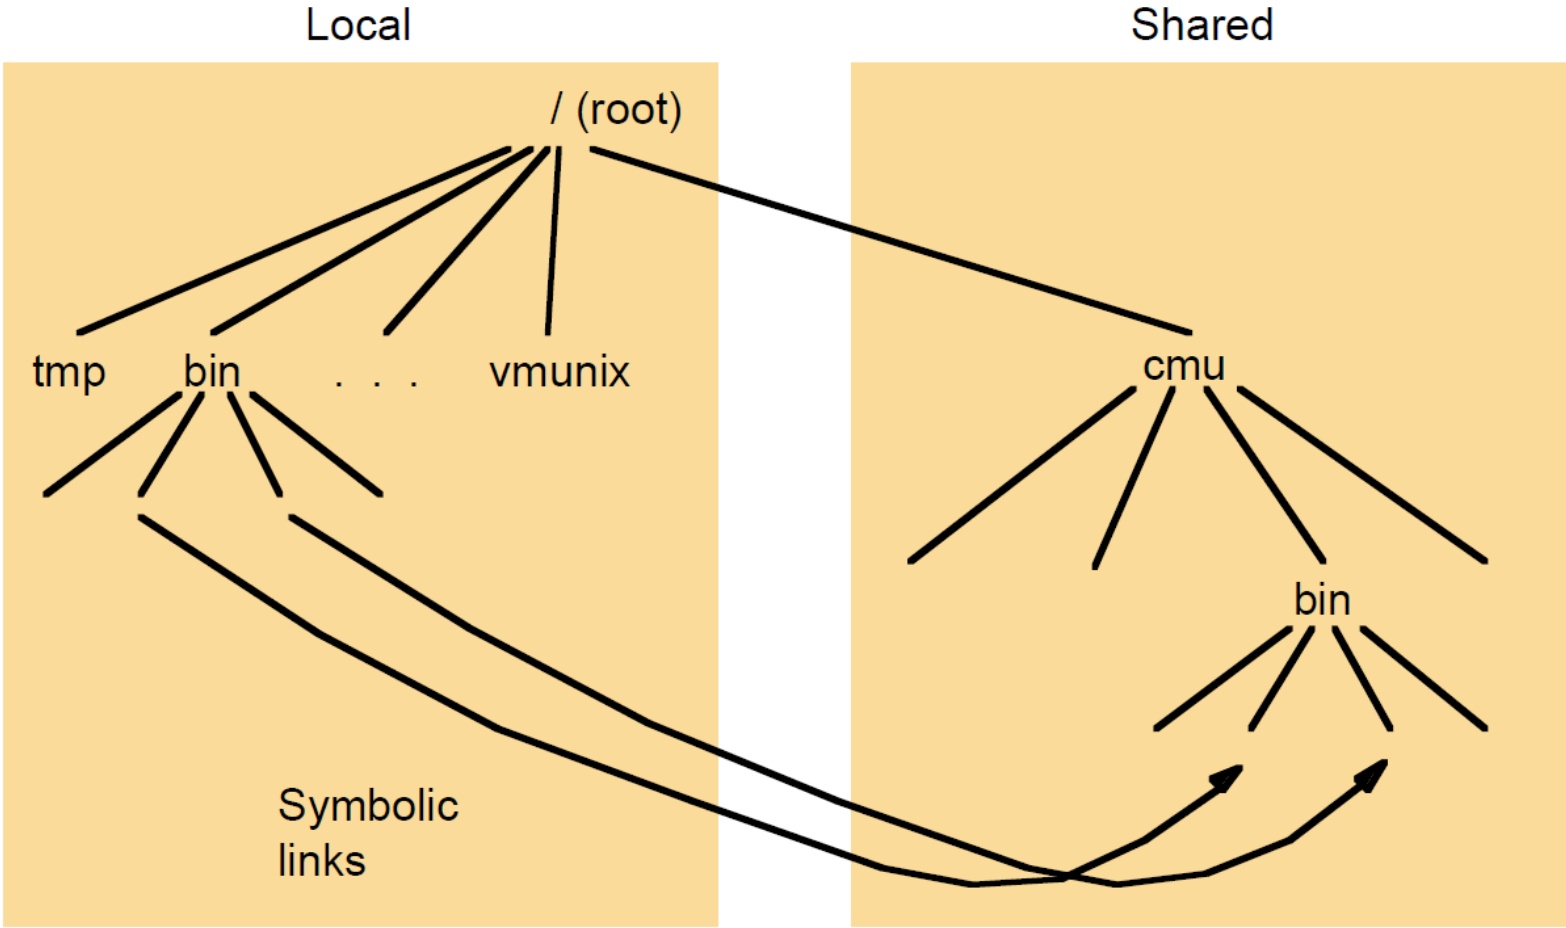 Local
Shared
/ (root)
tmp
bin
. . .
vmunix
cmu
bin
Symbolic
links